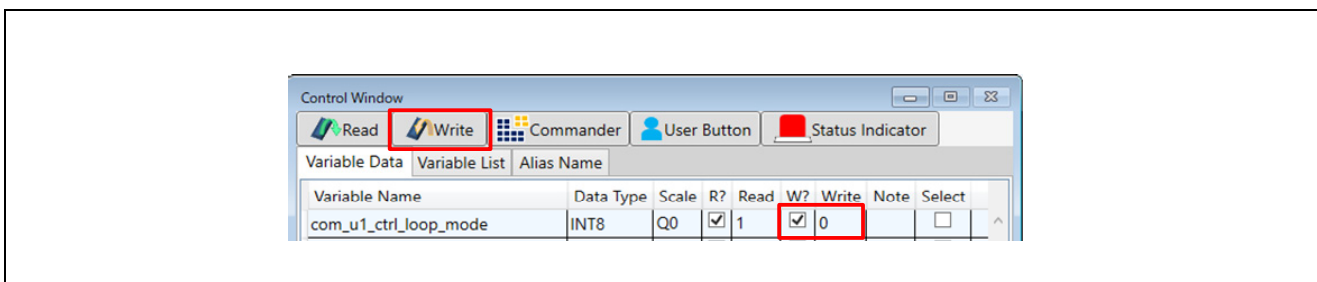 Control Window
Read Write Commander User Button Status Indicator
Variable Data Variable List Alias Name
Variable Name Data Type Scale R? Read W? Write Note Select
com_u1_ctrl_loop_mode INT8 Q0 1 0